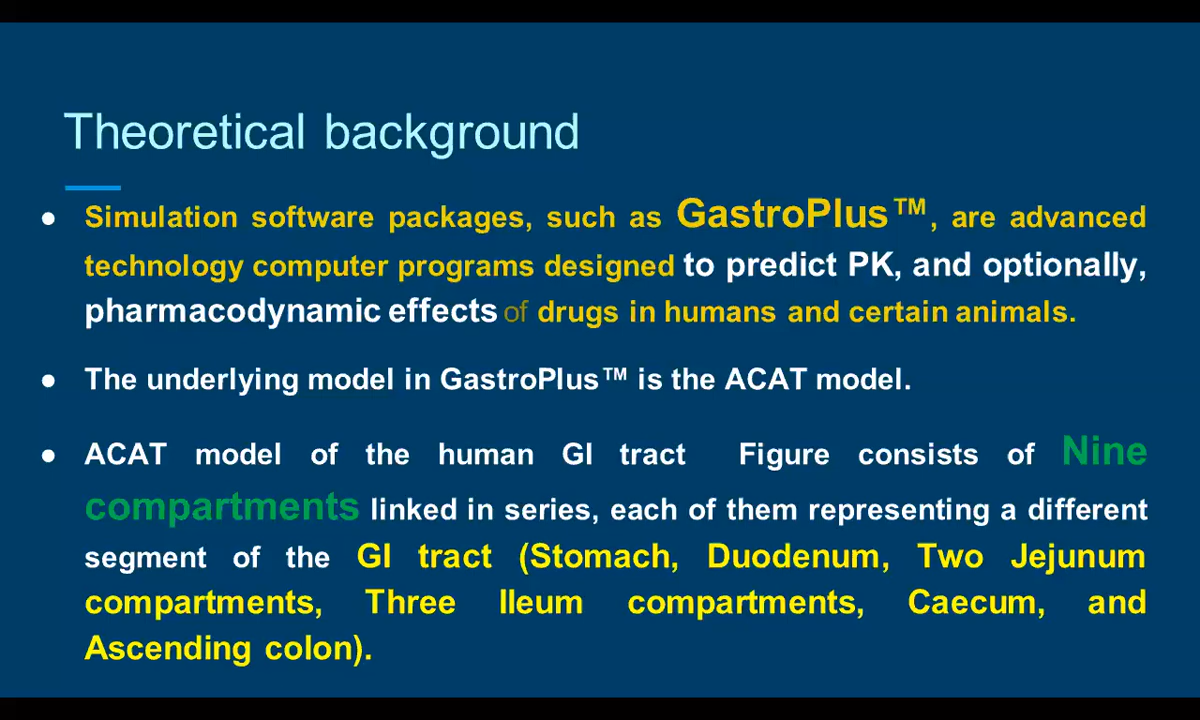 Theoretical background
● Simulation software packages, such as GastroPlus™, are advanced
technology computer programs designed to predict PK, and optionally,
pharmacodynamic effects of drugs in humans and certain animals.
● The underlying model in GastroPlus™ is the ACAT model.
● ACAT model of the human GI tract Figure consists of Nine
compartments linked in series, each of them representing a different
segment of the GI tract (Stomach, Duodenum, Two Jejunum
compartments, Three Ileum compartments, Caecum, and
Ascending colon).